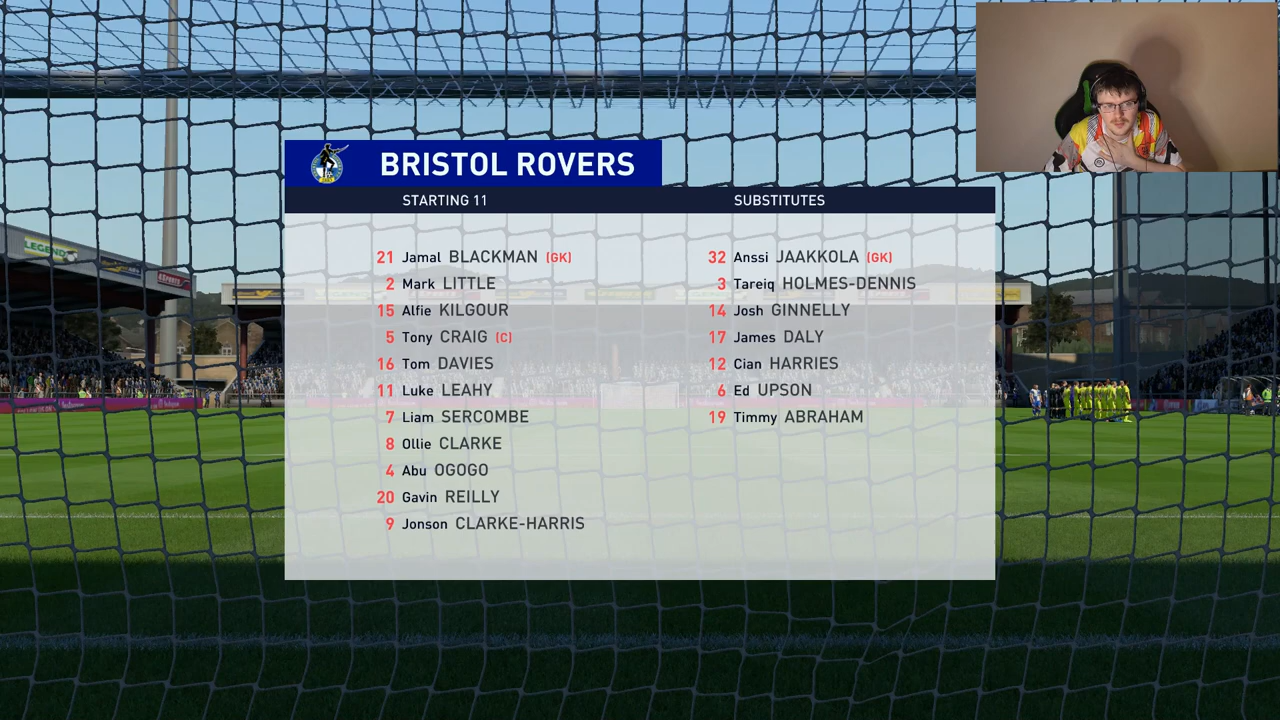 BRISTOL ROVERS
STARTING 11
SUBSTITUTES
21 Jamal BLACKMAN (GK)
2 Mark LITTLE
15 Alfie KILGOUR
5 Tony CRAIG (C)
16 Tom DAVIES
11 Luke LEAHY
7 Liam SERCOMBE
8 Ollie CLARKE
4 Abu OGOGO
20 Gavin REILLY
9 Jonson CLARKE-HARRIS
32 Anssi JAAKKOLA (GK)
3 Tareiq HOLMES-DENNIS
14 Josh GINNELLY
17 James DALY
12 Cian HARRIES
6 Ed UPSON
19 Timmy ABRAHAM
LEGEND